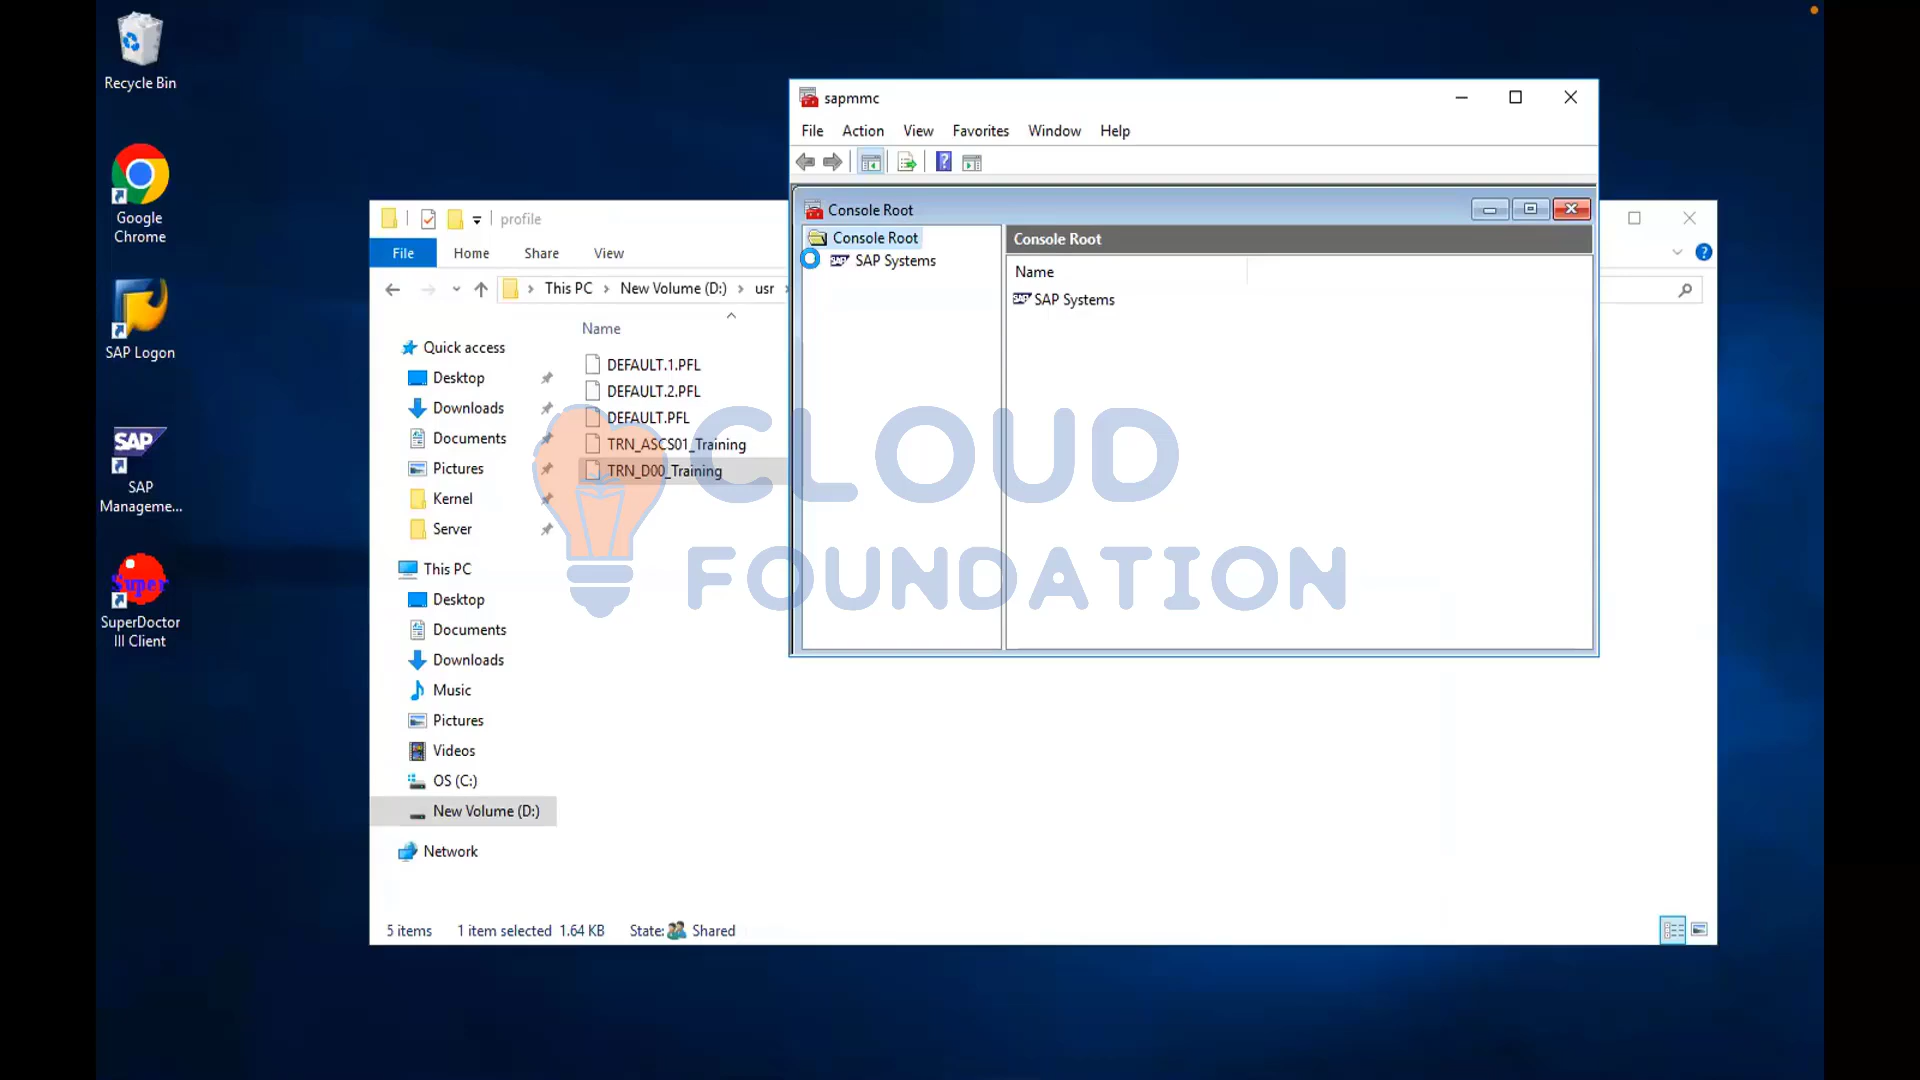 Recycle Bin
Google
Chrome
SAP Logon
SAP
SAP
Manageme...
Super
SuperDoctor
III Client
sapmmc
File Action View Favorites Window Help
?
Console Root
Console Root
SAP SAP Systems
Console Root
Name
SAP SAP Systems
profile
File Home Share View
?
This PC > New Volume (D:) > usr >
Name
Quick access
Desktop
Downloads
Documents
Pictures
Kernel
Server
This PC
Desktop
Documents
Downloads
Music
Pictures
Videos
OS (C:)
New Volume (D:)
Network
DEFAULT.1.PFL
DEFAULT.2.PFL
DEFAULT.PFL
TRN_ASCS01_Training
TRN_D00_Training
CLOUD
FOUNDATION
5 items 1 item selected 1.64 KB State: Shared